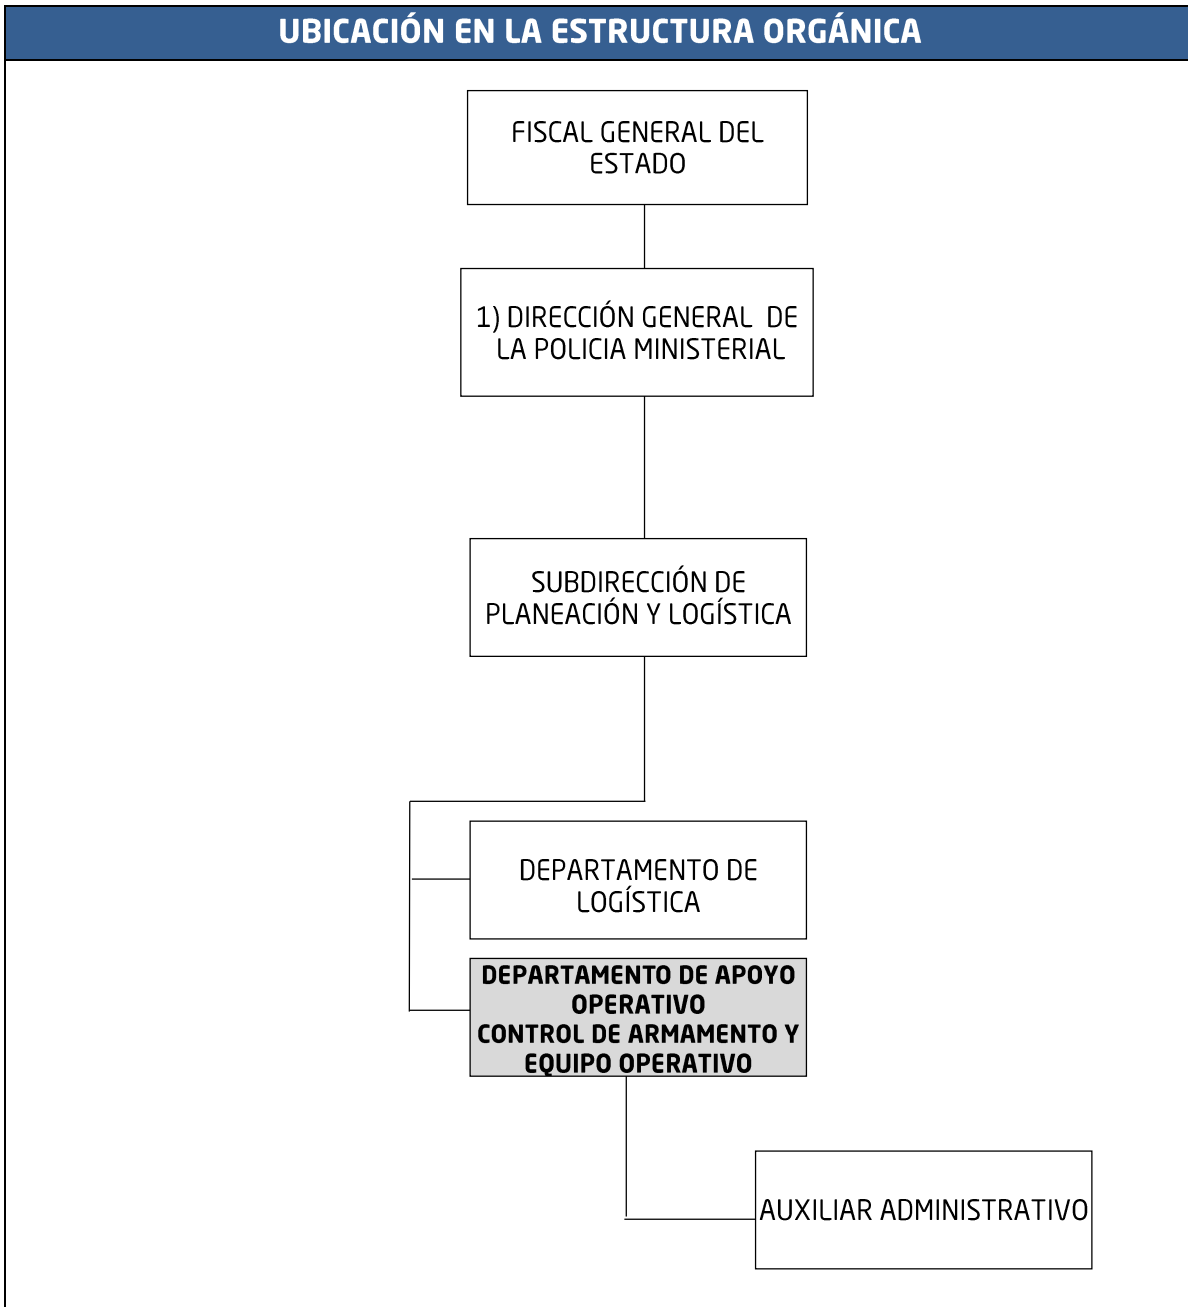 UBICACIÓN EN LA ESTRUCTURA ORGÁNICA
FISCAL GENERAL DEL
ESTADO
1) DIRECCIÓN GENERAL  DE
LA POLICIA MINISTERIAL
SUBDIRECCIÓN DE
PLANEACIÓN Y LOGÍSTICA
DEPARTAMENTO DE
LOGÍSTICA
DEPARTAMENTO DE APOYO
OPERATIVO
CONTROL DE ARMAMENTO Y
EQUIPO OPERATIVO
AUXILIAR ADMINISTRATIVO